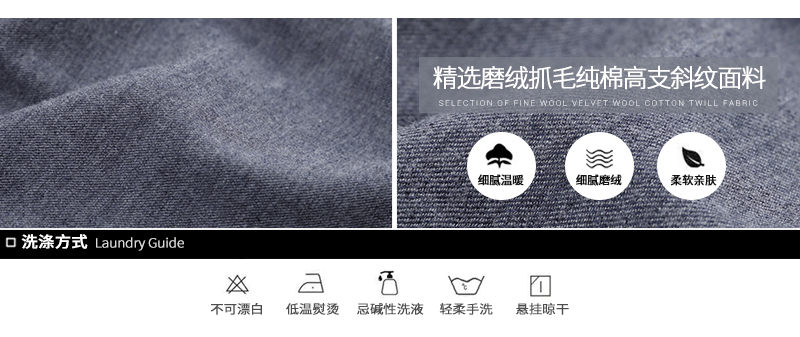 精选磨绒抓毛纯棉高支斜纹面料
SELECTION OF FINE WOOL VELVET WOOL COTTON TWILL FABRIC
细腻温暖 细腻磨绒 柔软亲肤
洗涤方式 Laundry Guide
不可漂白 低温熨烫 忌碱性洗液 轻柔手洗 悬挂晾干